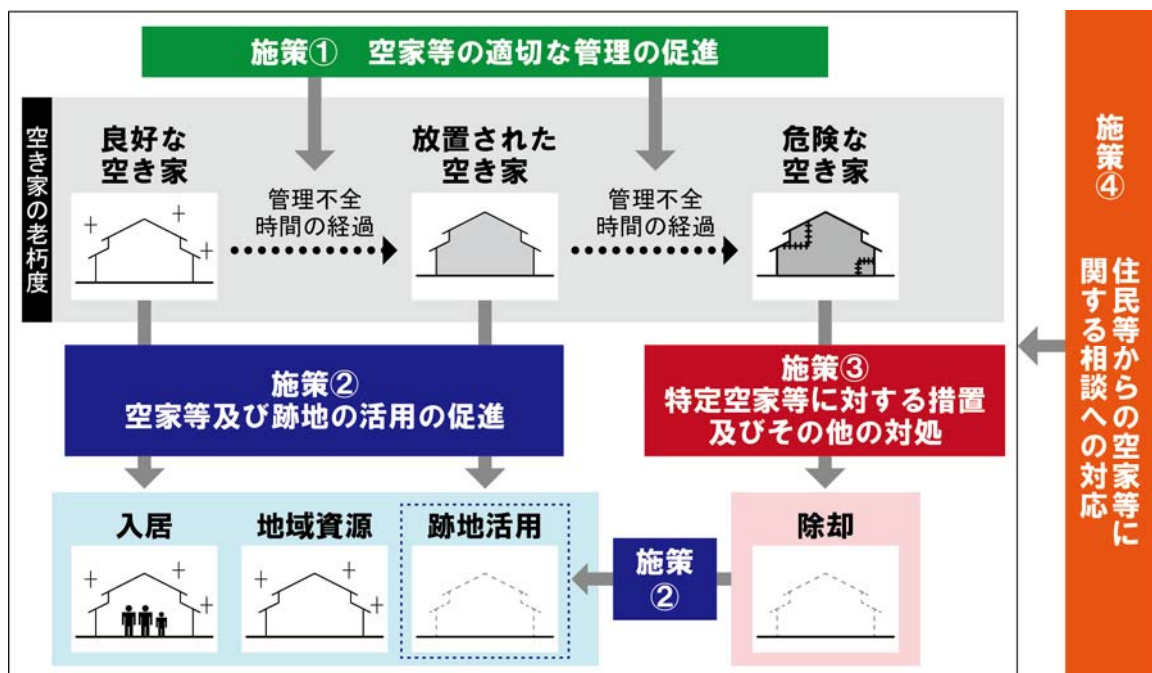 施策① 空家等の適切な管理の促進
空き家の老朽度
良好な
空き家
管理不全
時間の経過
放置された
空き家
管理不全
時間の経過
危険な
空き家
施策②
空家等及び跡地の活用の促進
施策③
特定空家等に対する措置
及びその他の対処
入居
地域資源
跡地活用
施策
②
除却
施策④
住民等からの空家等に
関する相談への対応